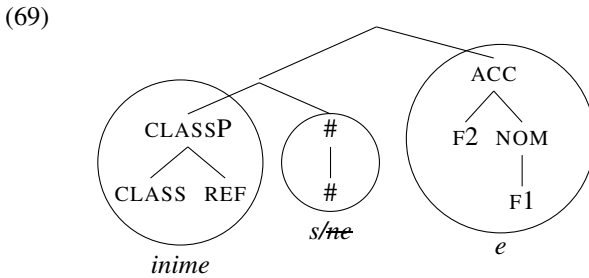 (69)
ACC
CLASSP # F2 NOM
CLASS REF # F1
s/ne
e
inime